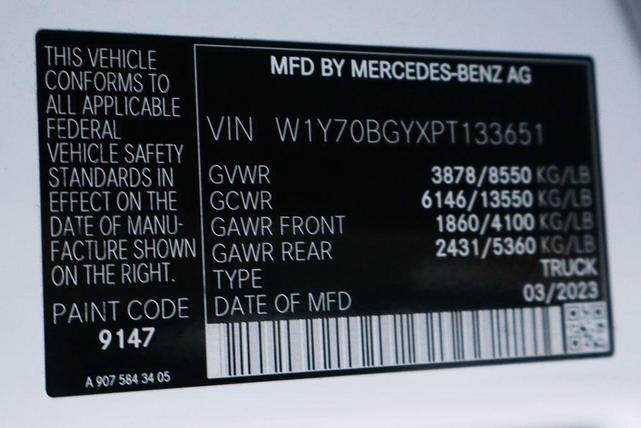 THIS VEHICLE
CONFORMS TO
ALL APPLICABLE
FEDERAL
VEHICLE SAFETY
STANDARDS IN
EFFECT ON THE
DATE OF MANU-
FACTURE SHOWN
ON THE RIGHT.
PAINT CODE
9147
A 907 584 34 05
MFD BY MERCEDES-BENZ AG
VIN W1Y70BGYXPT133651
GVWR 3878/8550 KG/LB
GCWR 6146/13550 KG/LB
GAWR FRONT 1860/4100 KG/LB
GAWR REAR 2431/5360 KG/LB
TYPE TRUCK
DATE OF MFD 03/2023